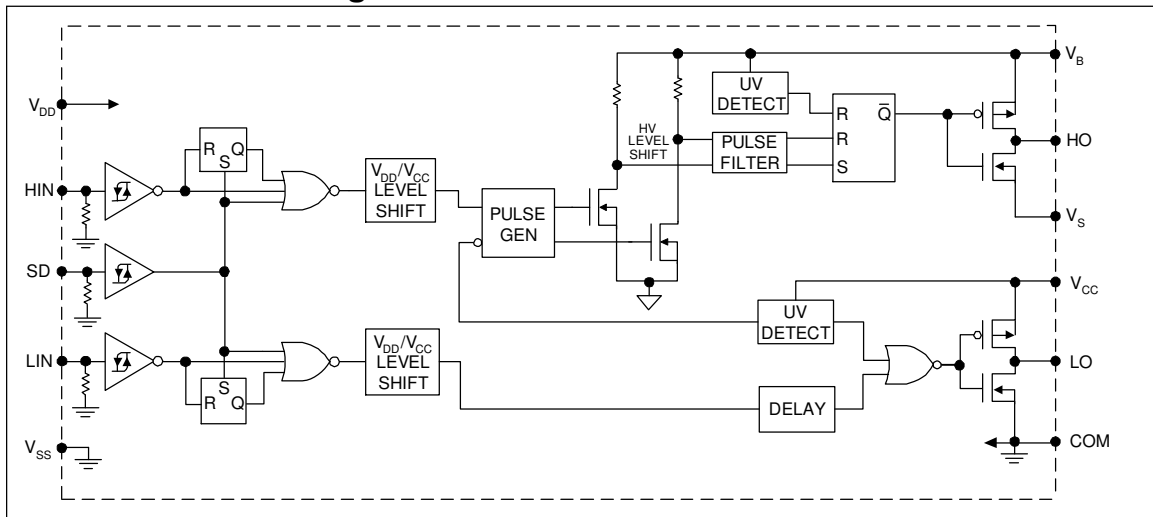 V_B
UV
DETECT
V_DD
R
Q̅
HV
LEVEL
SHIFT
R
PULSE
FILTER
S
HO
R Q
S
HIN
V_DD/V_CC
LEVEL
SHIFT
PULSE
GEN
V_S
SD
V_CC
UV
DETECT
LIN
V_DD/V_CC
LEVEL
SHIFT
LO
S
R Q
DELAY
V_SS
COM